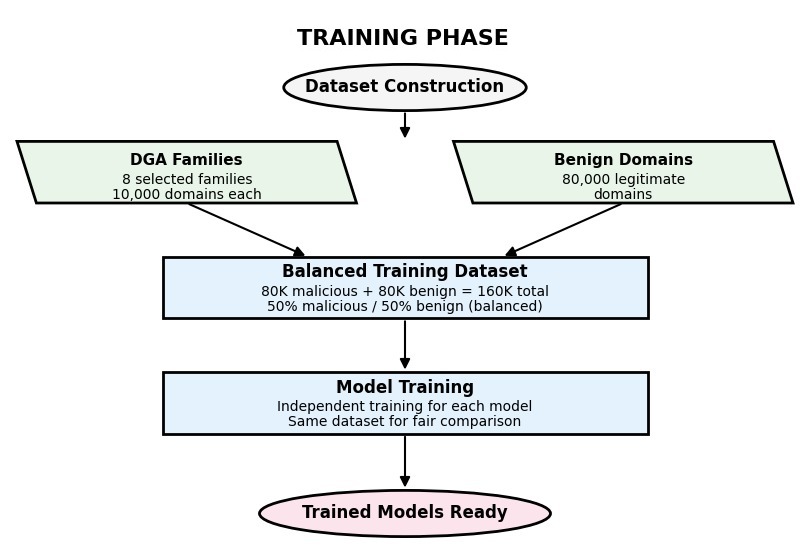 TRAINING PHASE
Dataset Construction
DGA Families
8 selected families
10,000 domains each
Benign Domains
80,000 legitimate
domains
Balanced Training Dataset
80K malicious + 80K benign = 160K total
50% malicious / 50% benign (balanced)
Model Training
Independent training for each model
Same dataset for fair comparison
Trained Models Ready